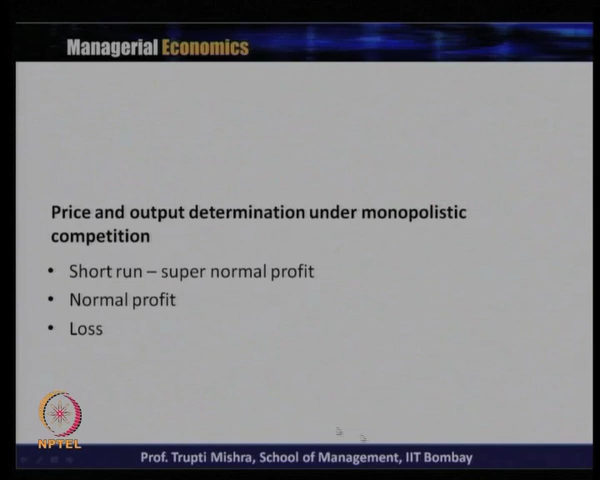 Managerial Economics
Price and output determination under monopolistic
competition
• Short run – super normal profit
• Normal profit
• Loss
NPTEL
Prof. Trupti Mishra, School of Management, IIT Bombay